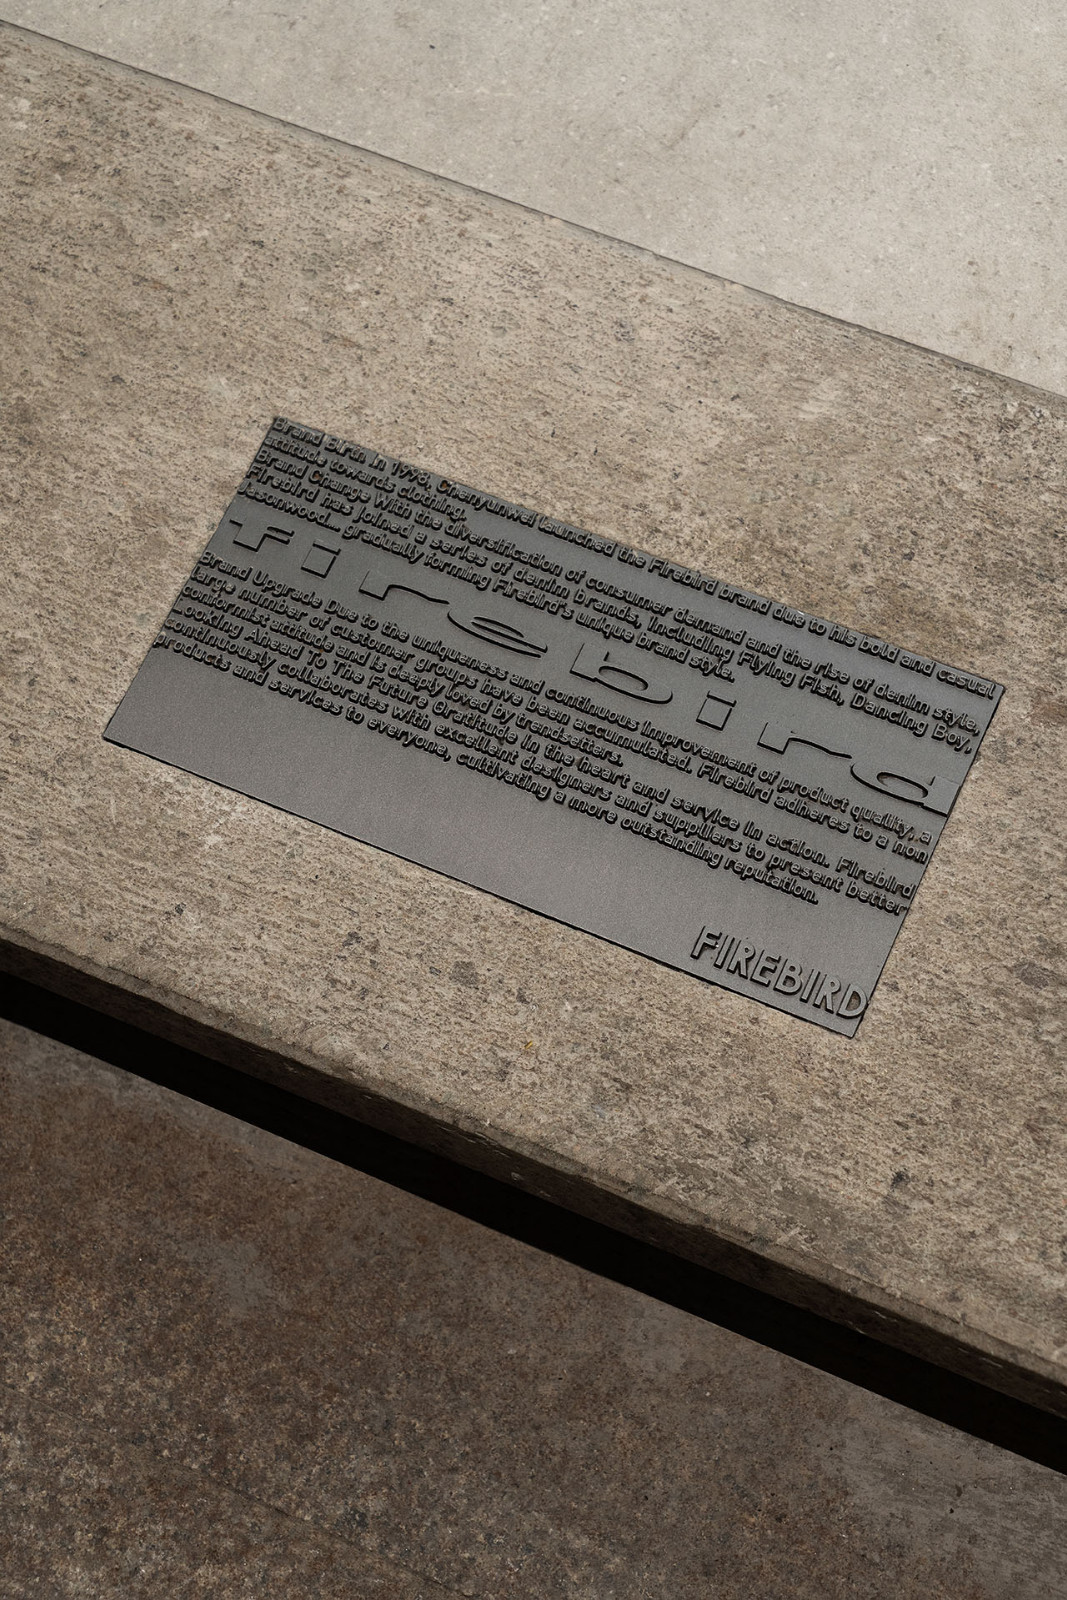 Brand Birth In 1998, Chenyunwei launched the Firebird brand due to his bold and casual
attitude towards clothing.
Brand Change With the diversification of consumer demand and the rise of denim style,
Firebird has joined a series of denim brands, including Flying Fish, Dancing Boy,
Jasonwood... gradually forming Firebird's unique brand style.
firebird
Brand Upgrade Due to the uniqueness and continuous improvement of product quality, a
large number of customer groups have been accumulated. Firebird adheres to a non
conformist attitude and is deeply loved by trendsetters.
Looking Ahead To The Future Gratitude in the heart and service in action. Firebird
continuously collaborates with excellent designers and suppliers to present better
products and services to everyone, cultivating a more outstanding reputation.
FIREBIRD